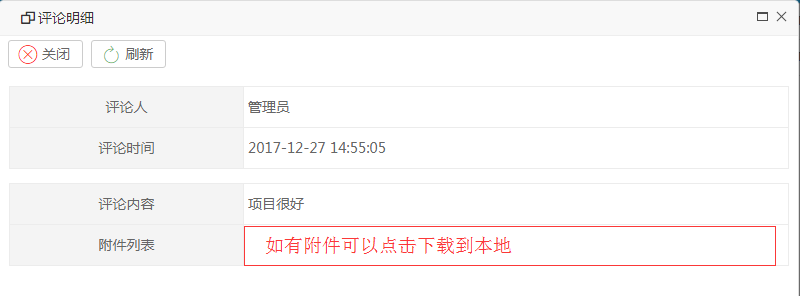 评论明细
关闭 刷新
评论人 管理员
评论时间 2017-12-27 14:55:05
评论内容 项目很好
附件列表 如有附件可以点击下载到本地